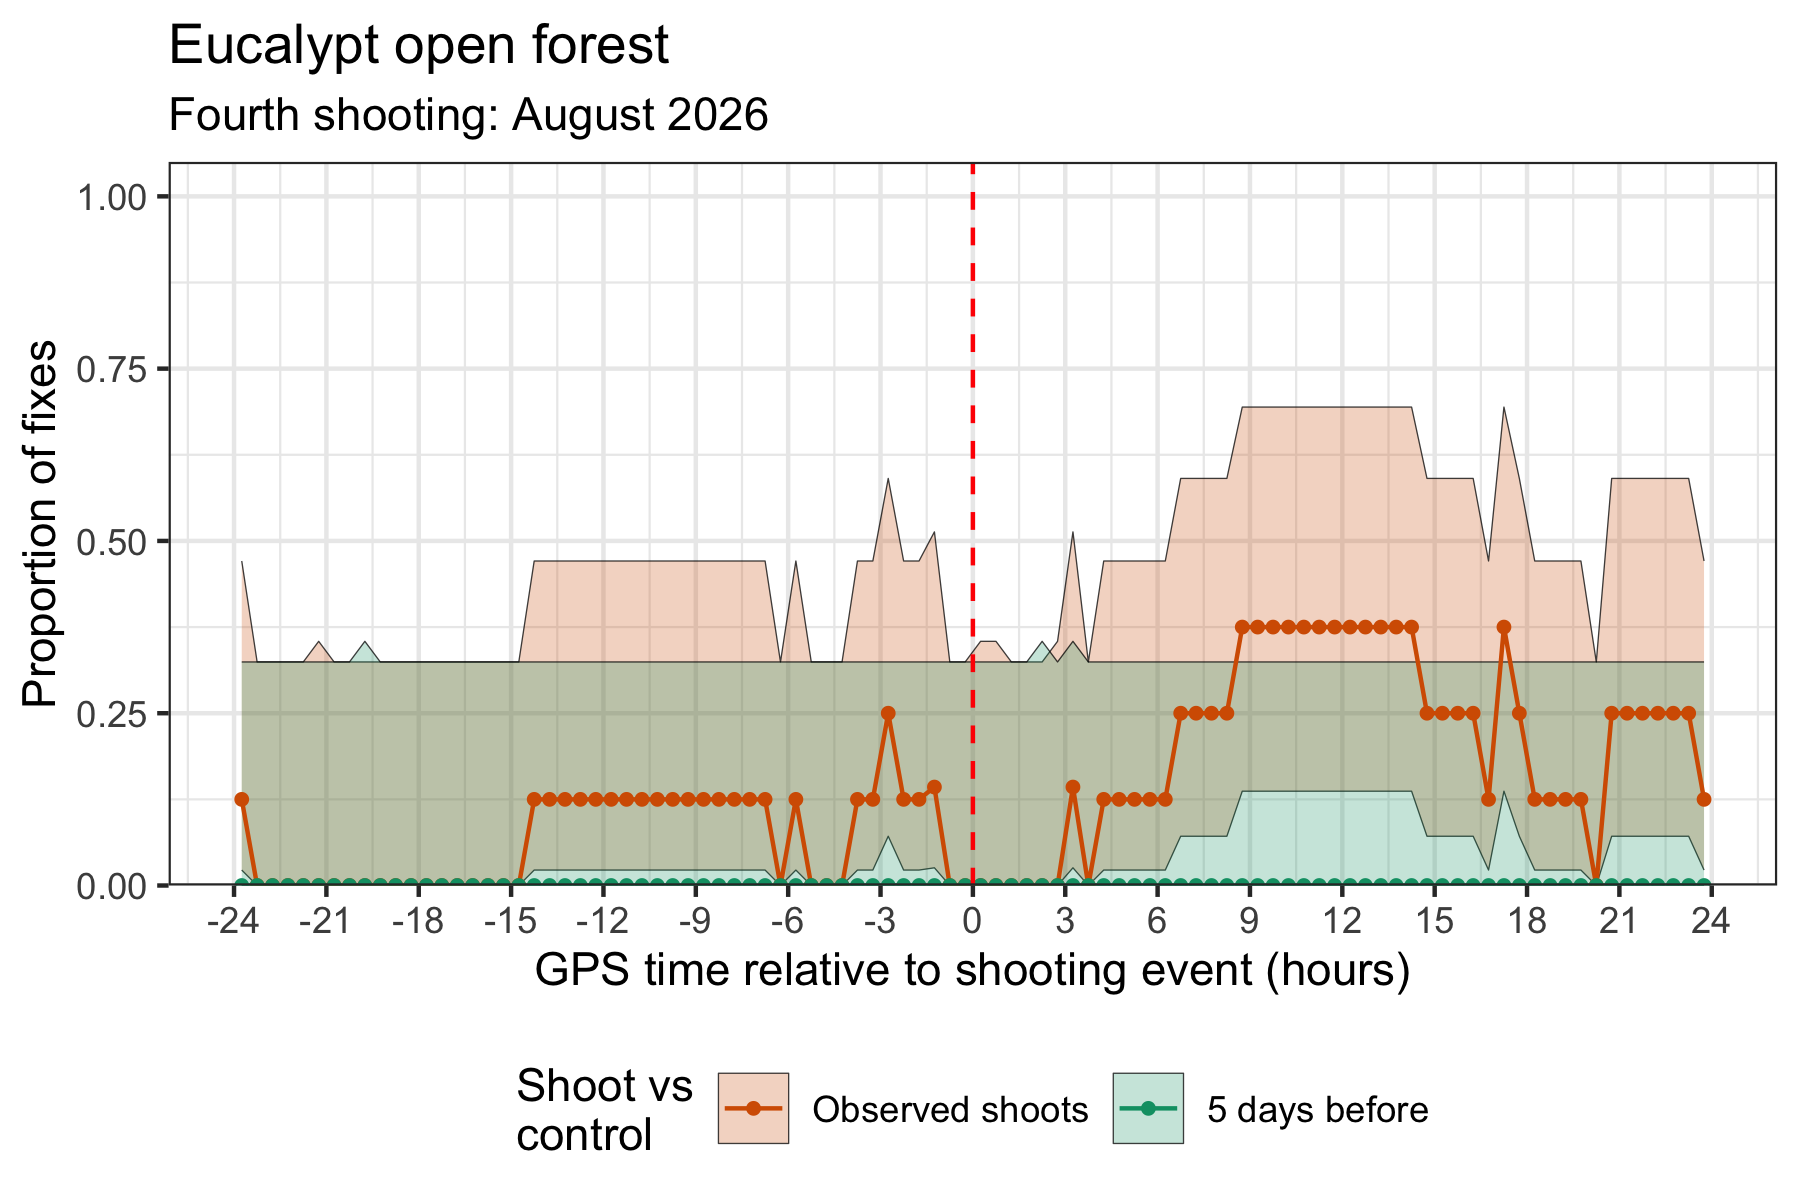 Eucalypt open forest
Fourth shooting: August 2026
1.00
0.75
0.50
0.25
0.00
Proportion of fixes
-24 -21 -18 -15 -12 -9 -6 -3 0 3 6 9 12 15 18 21 24
GPS time relative to shooting event (hours)
Shoot vs
control
Observed shoots
5 days before